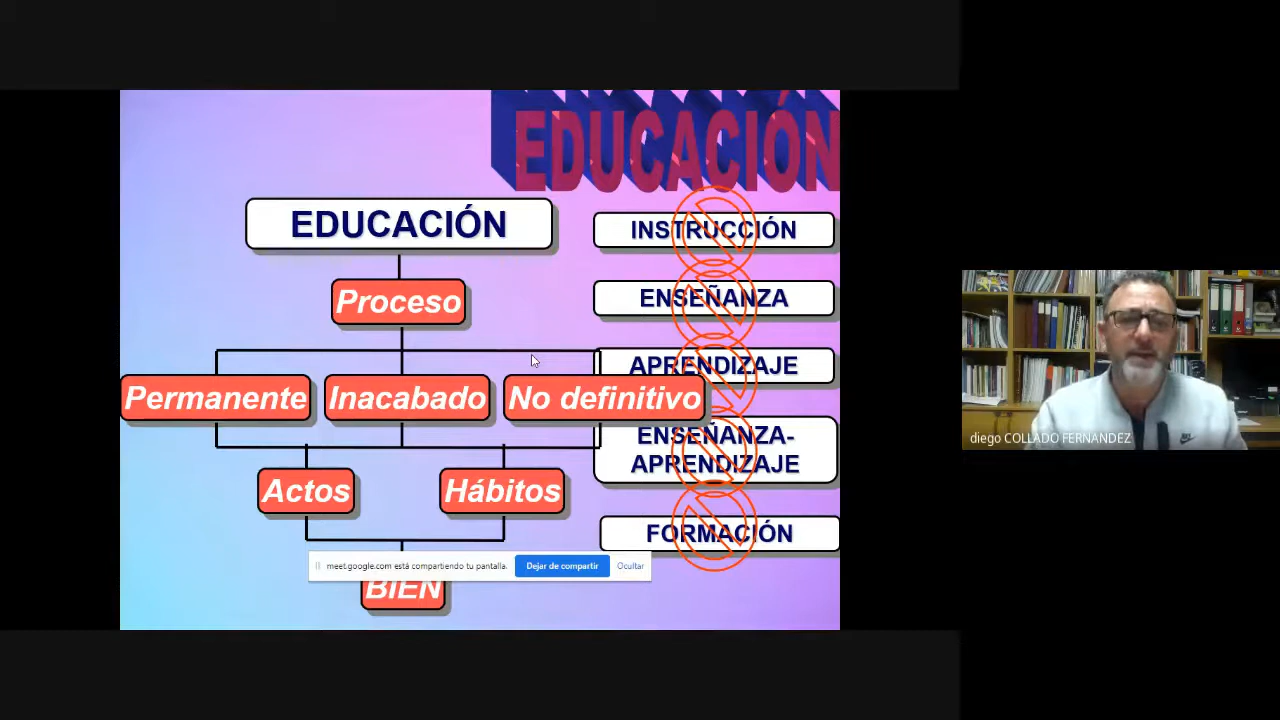 EDUCACIÓN
EDUCACIÓN
Proceso
Permanente
Inacabado
No definitivo
Actos
Hábitos
BIEN
INSTRUCCIÓN
ENSEÑANZA
APRENDIZAJE
ENSEÑANZA-
APRENDIZAJE
FORMACIÓN
meet.google.com está compartiendo tu pantalla.
Dejar de compartir
Ocultar
diego COLLADO FERNANDEZ